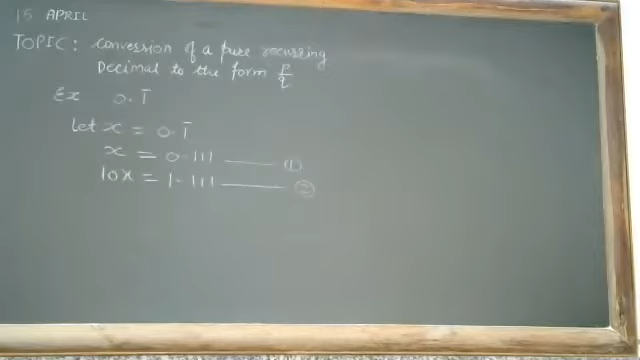 15 APRIL
TOPIC: Conversion of a pure recurring
Decimal to the form p/q
Ex 0.1̅
Let x = 0.1̅
x = 0.111 —— ①
10x = 1.111 —— ②